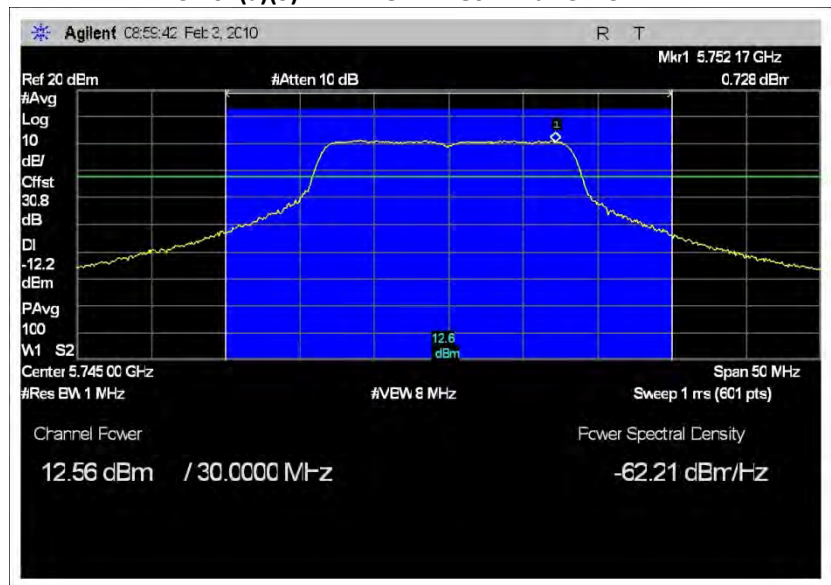 Agilent 08:59:42 Feb 3, 2010 R T
Mkr1 5.752 17 GHz
Ref 20 dBm #Atten 10 dB 0.728 dBm
#Avg
Log
10
dB/
Offst
30.8
dB
DI
-12.2
dBm
PAvg
100
W1 S2
1
12.6
dBm
Center 5.745 00 GHz Span 50 MHz
#Res BW 1 MHz #VBW 8 MHz Sweep 1 ms (601 pts)
Channel Power Power Spectral Density
12.56 dBm / 30.0000 MHz -62.21 dBm/Hz